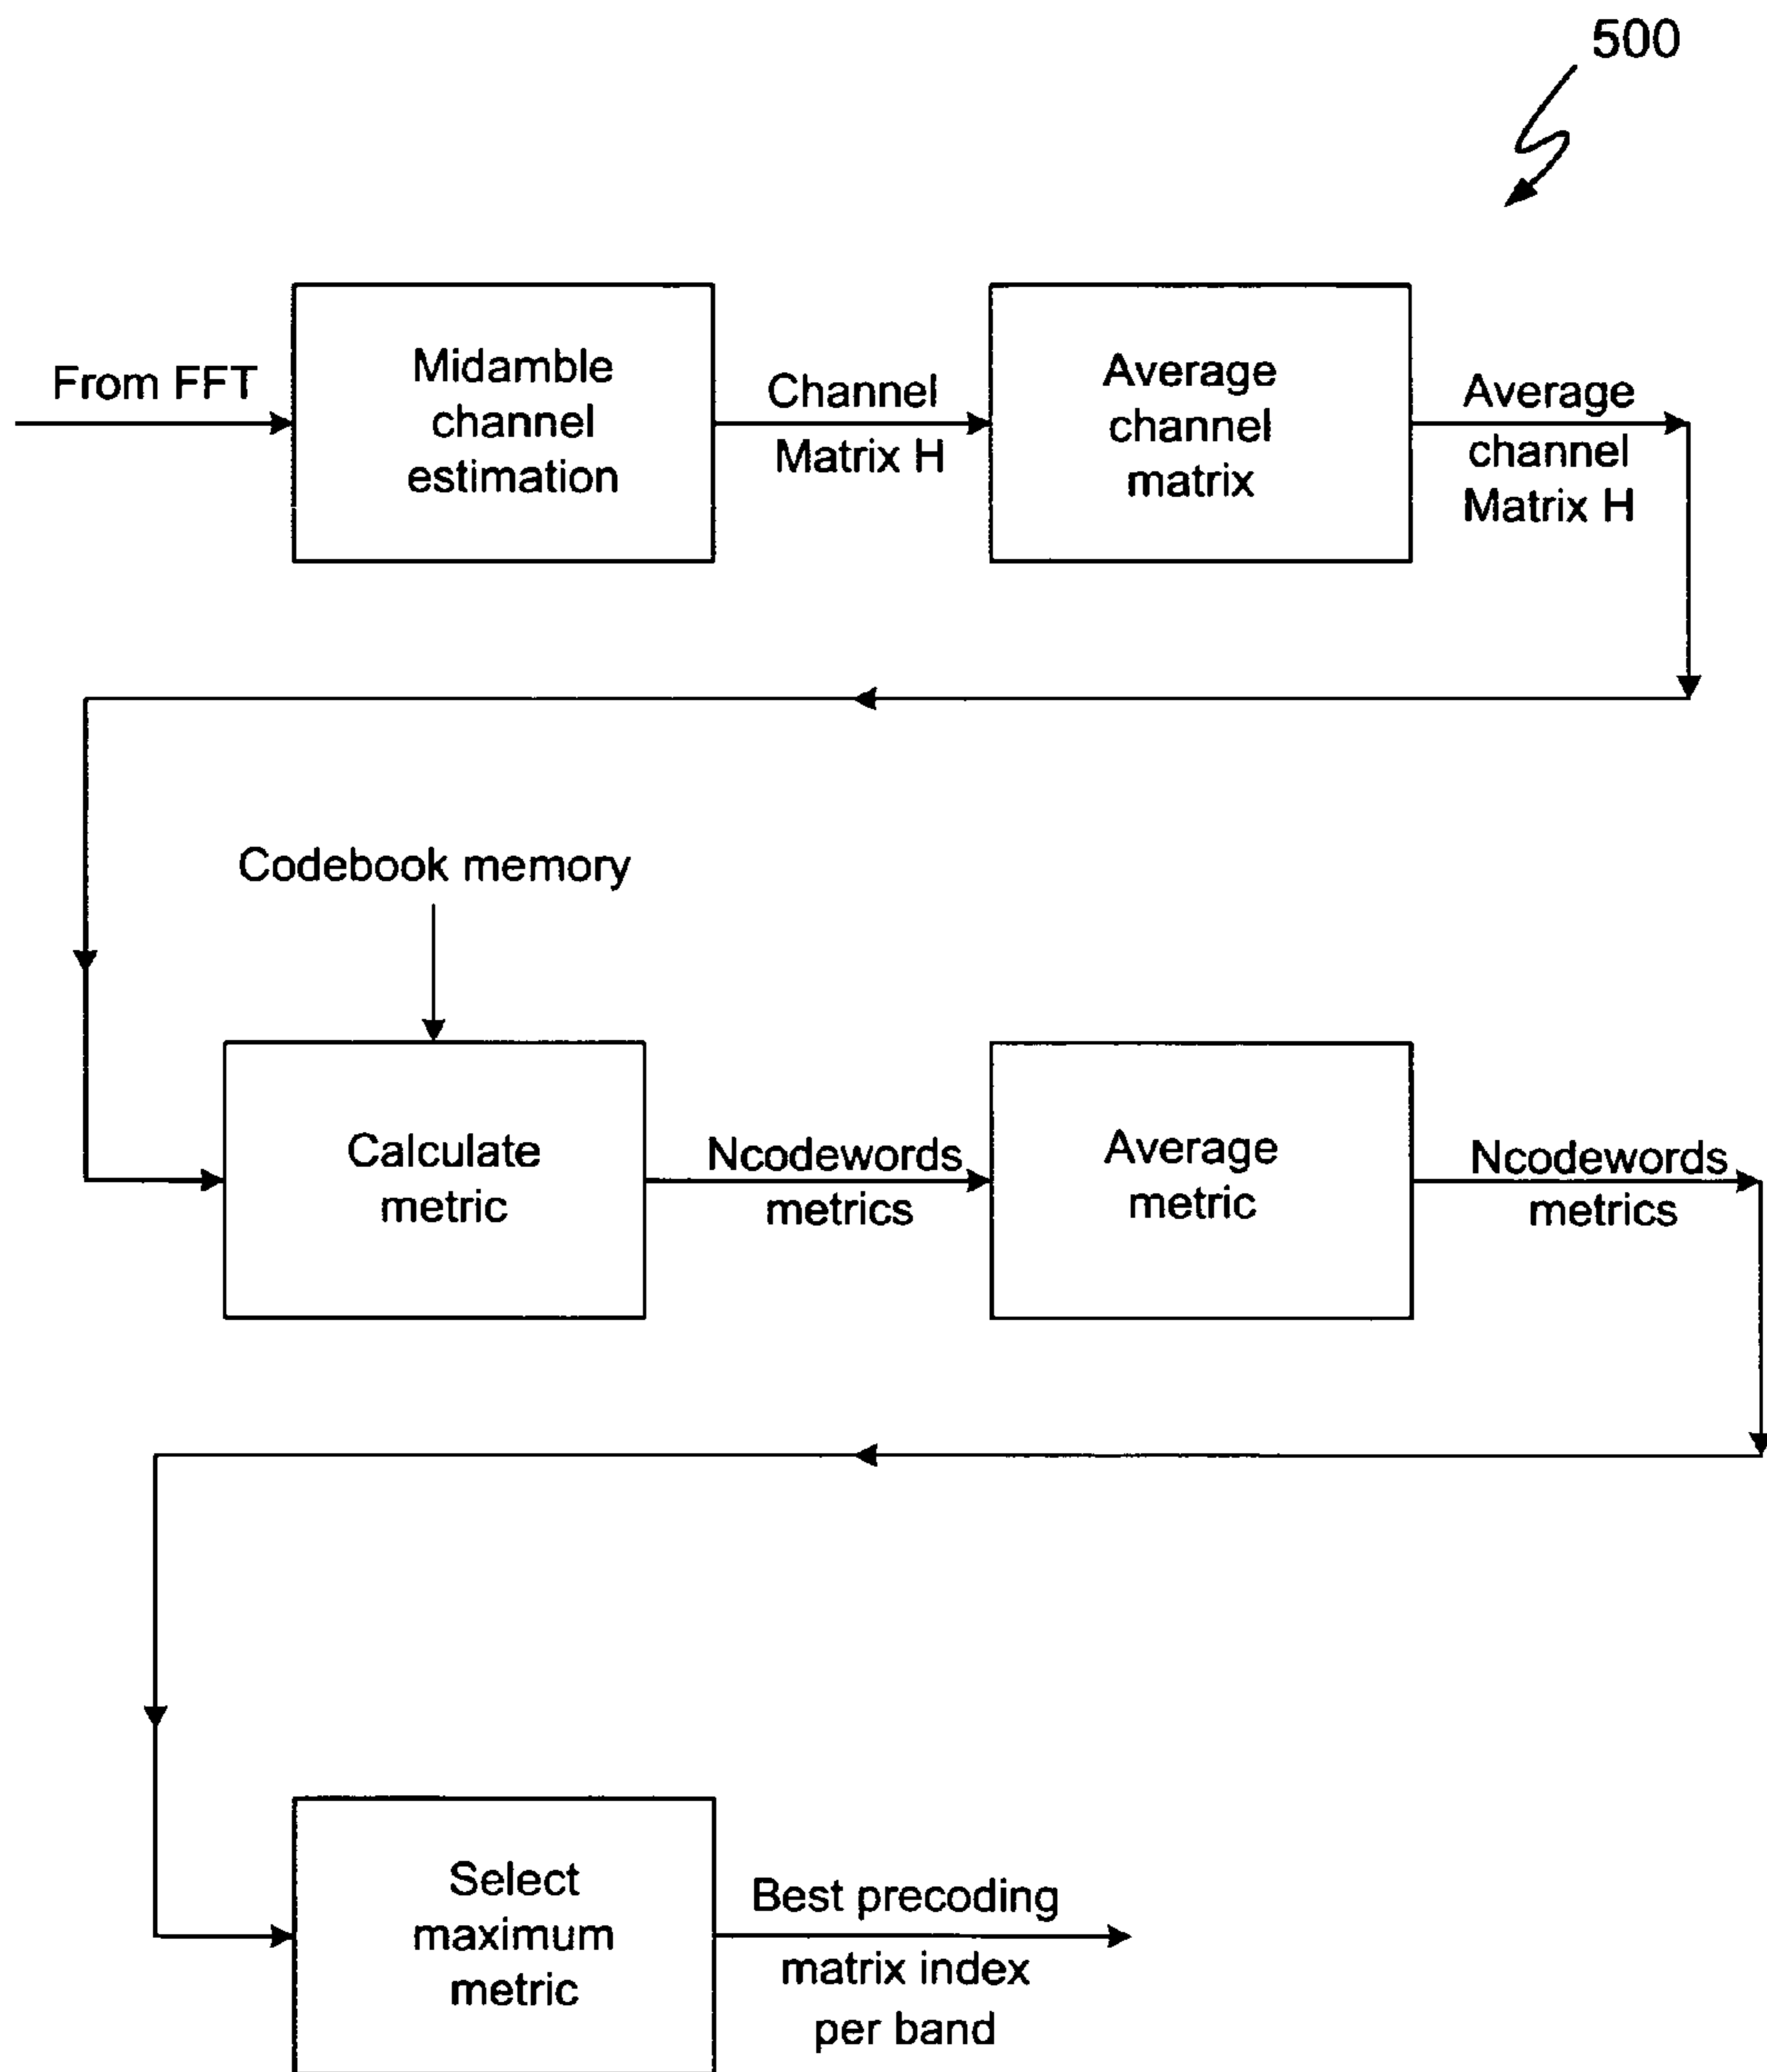 500
From FFT
Midamble
channel
estimation
Channel
Matrix H
Average
channel
matrix
Average
channel
Matrix H
Codebook memory
Calculate
metric
Ncodewords
metrics
Average
metric
Ncodewords
metrics
Select
maximum
metric
Best precoding
matrix index
per band